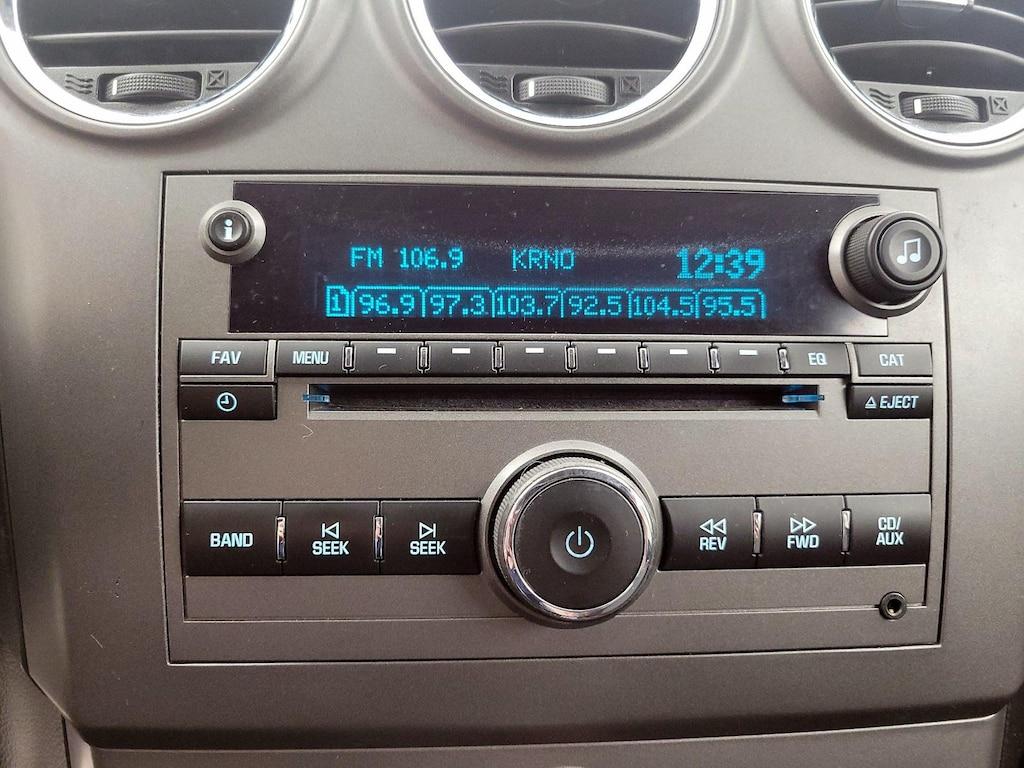 i
FM 106.9 KRNO 12:39
1 96.9 97.3 103.7 92.5 104.5 95.5
FAV MENU EQ CAT
EJECT
BAND SEEK SEEK REV FWD CD/
AUX